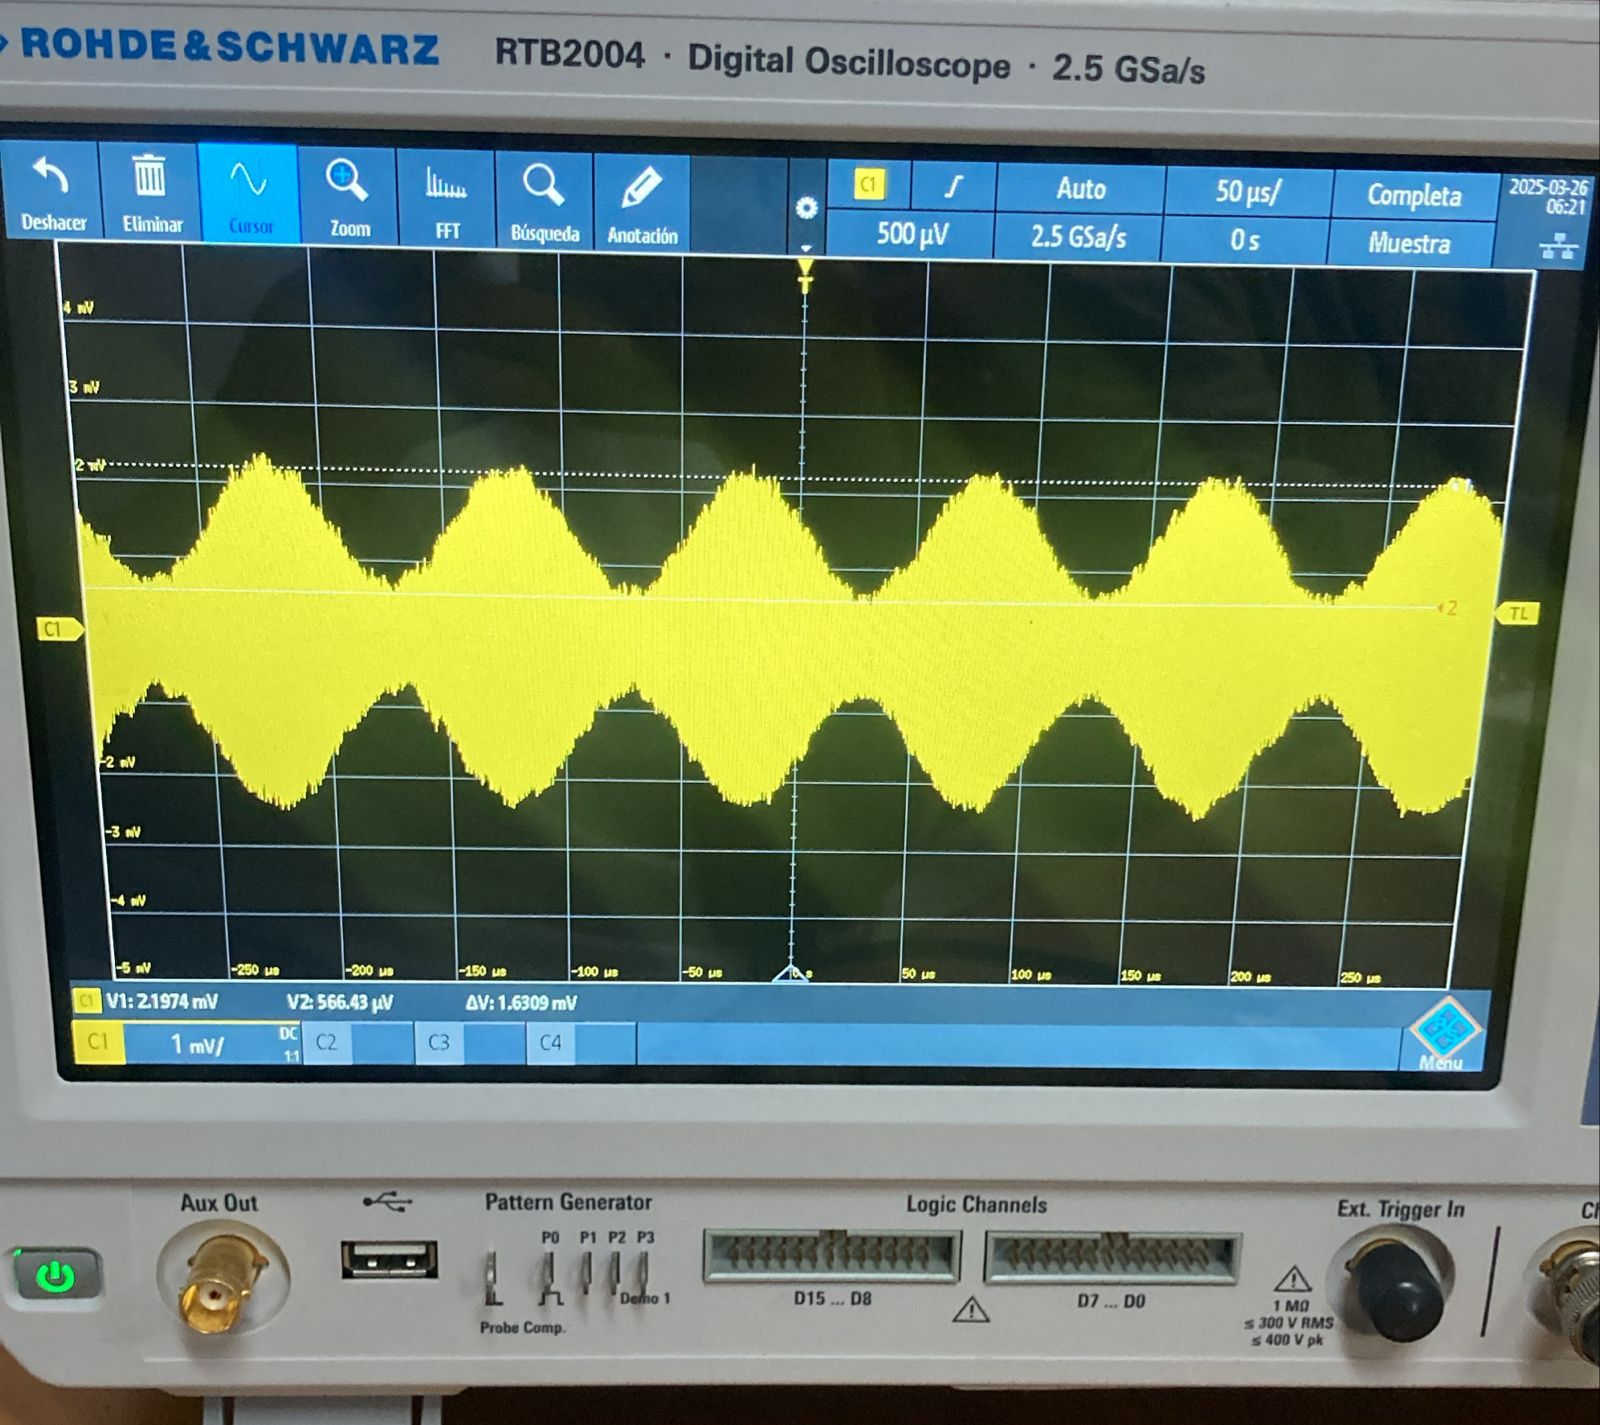 ROHDE&SCHWARZ RTB2004 · Digital Oscilloscope · 2.5 GSa/s
Deshacer Eliminar Cursor Zoom FFT Búsqueda Anotación
C1 Auto 50 µs/ Completa
500 µV 2.5 GSa/s 0 s Muestra
2025-03-26
06:21
T
4 mV
3 mV
2 mV
2
C1
TL
-2 mV
-3 mV
-4 mV
-5 mV
-250 µs -200 µs -150 µs -100 µs -50 µs 0 s 50 µs 100 µs 150 µs 200 µs 250 µs
C1 V1: 2.1974 mV V2: 566.43 µV ΔV: 1.6309 mV
C1 1 mV/ DC 1:1 C2 C3 C4
Menu
Aux Out
Pattern Generator
P0 P1 P2 P3
Demo 1
Probe Comp.
Logic Channels
D15 ... D8
D7 ... D0
Ext. Trigger In
1 MΩ
≤ 300 V RMS
≤ 400 V pk